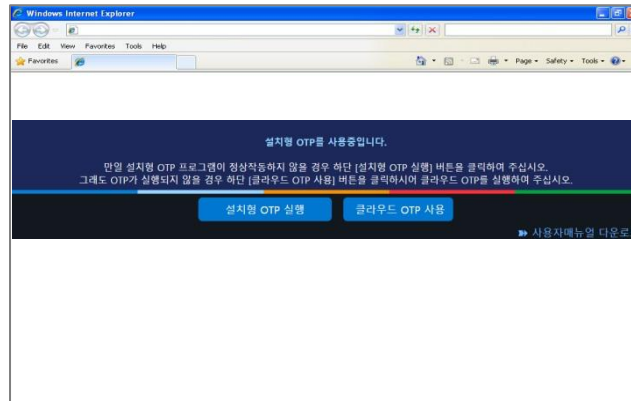 Windows Internet Explorer
File Edit View Favorites Tools Help
Favorites
Page Safety Tools
설치형 OTP를 사용중입니다.
만일 설치형 OTP 프로그램이 정상작동하지 않을 경우 하단 [설치형 OTP 실행] 버튼을 클릭하여 주십시오.
그래도 OTP가 실행되지 않을 경우 하단 [클라우드 OTP 사용] 버튼을 클릭하시어 클라우드 OTP를 실행하여 주십시오.
설치형 OTP 실행 클라우드 OTP 사용
사용자매뉴얼 다운로